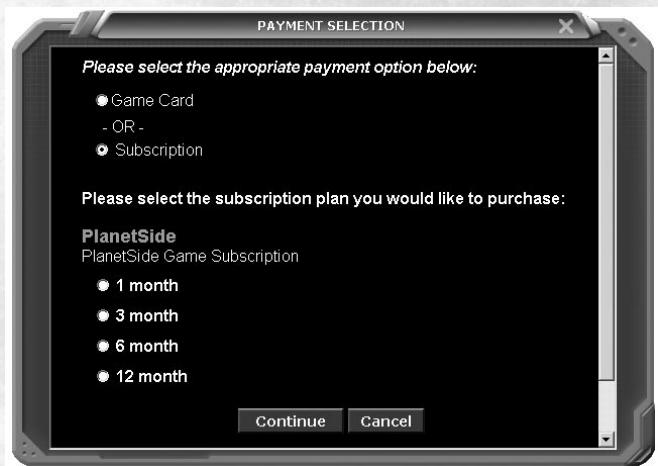 PAYMENT SELECTION
Please select the appropriate payment option below:
Game Card
- OR -
Subscription
Please select the subscription plan you would like to purchase:
PlanetSide
PlanetSide Game Subscription
1 month
3 month
6 month
12 month
Continue Cancel